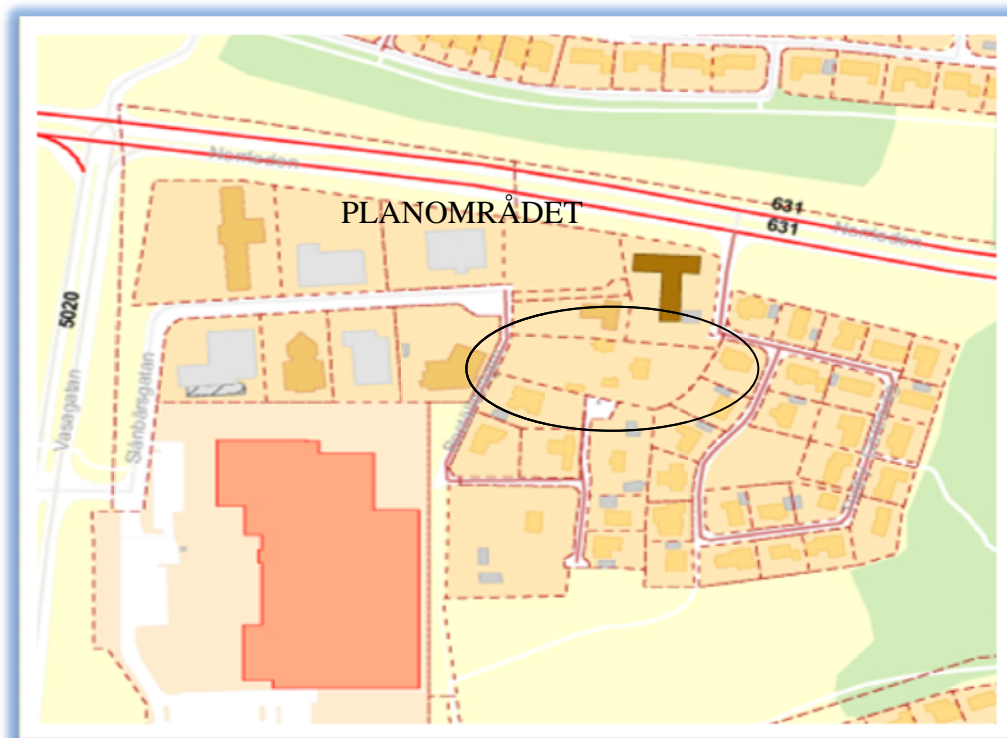 Norrleden
PLANOMRÅDET
631
631
Norrleden
5020
Vasagatan
Slånbärsgatan